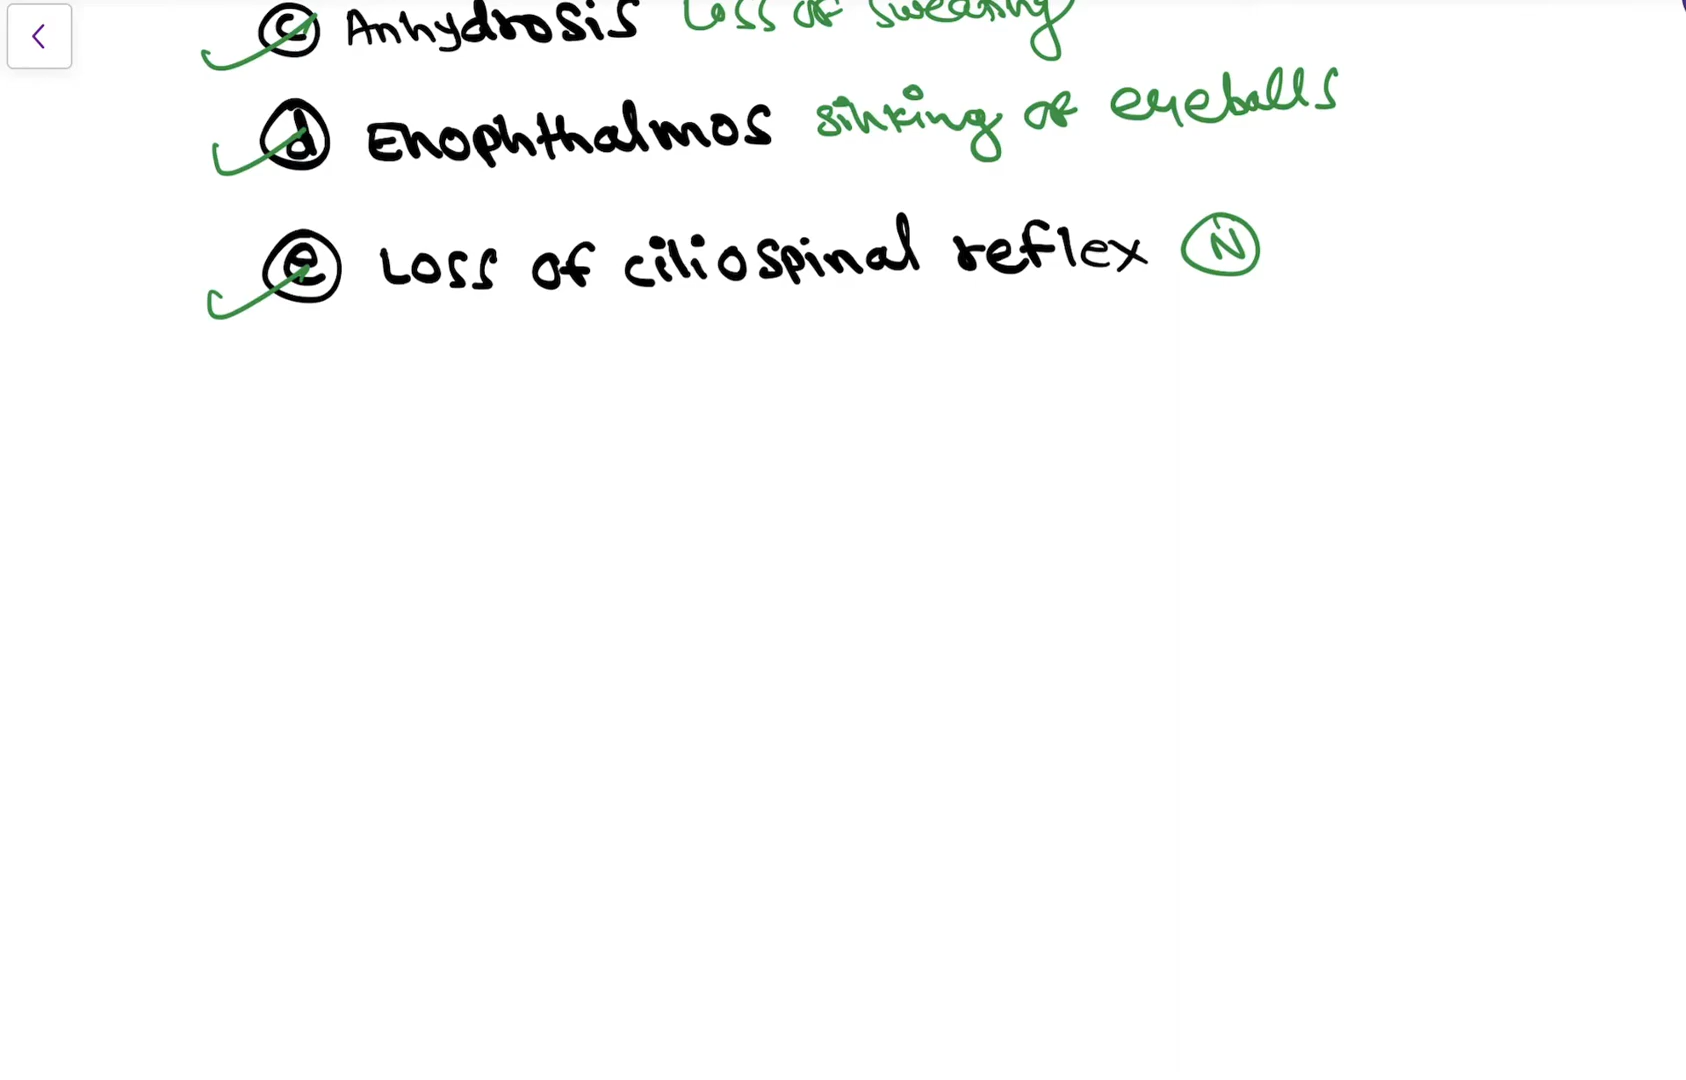 ⓒ Anhydrosis Loss of sweating
ⓓ Enophthalmos sinking of eyeballs
ⓔ Loss of ciliospinal reflex Ⓝ